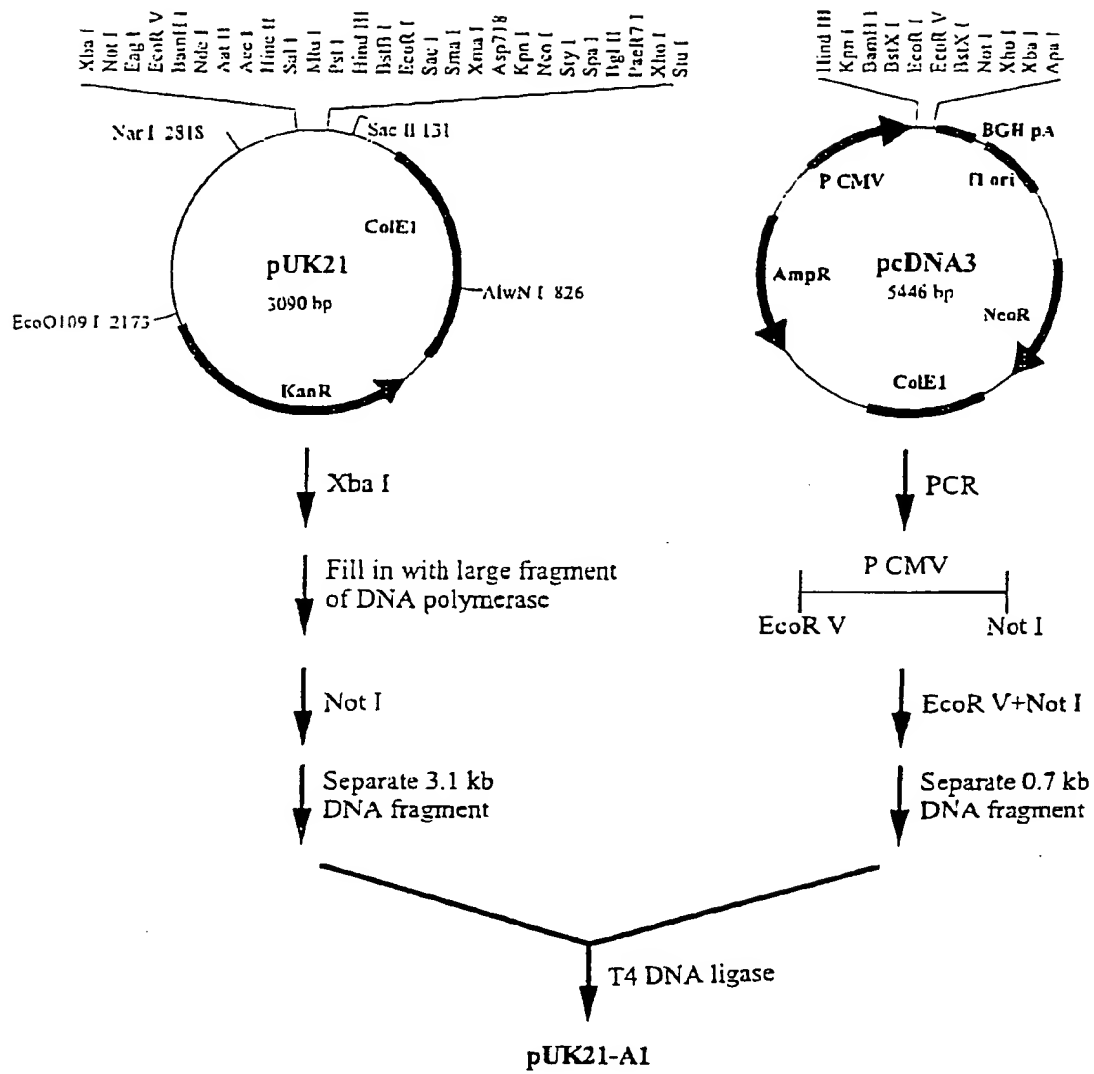 Xba I
Not I
Eag I
EcoR V
BamH I
Nde I
Aat II
Acc I
Hinc II
Sal I
Mlu I
Pst I
Hind III
BstB I
EcoR I
Sac I
Sma I
Xma I
Asp718
Kpn I
Nco I
Sty I
Spa I
Bgl II
PaeR7 I
Xho I
Stu I
Hind III
Kpn I
BamH I
BstX I
EcoR I
EcoR V
BstX I
Not I
Xho I
Xba I
Apa I
Nar I 2818
Sac II 131
ColE1
pUK21
3090 bp
AlwN I 826
EcoO109 I 2173
KanR
BGH pA
P CMV
f1 ori
AmpR
pcDNA3
5446 bp
NeoR
ColE1
Xba I
PCR
Fill in with large fragment
of DNA polymerase
P CMV
EcoR V
Not I
Not I
EcoR V+Not I
Separate 3.1 kb
DNA fragment
Separate 0.7 kb
DNA fragment
T4 DNA ligase
pUK21-A1